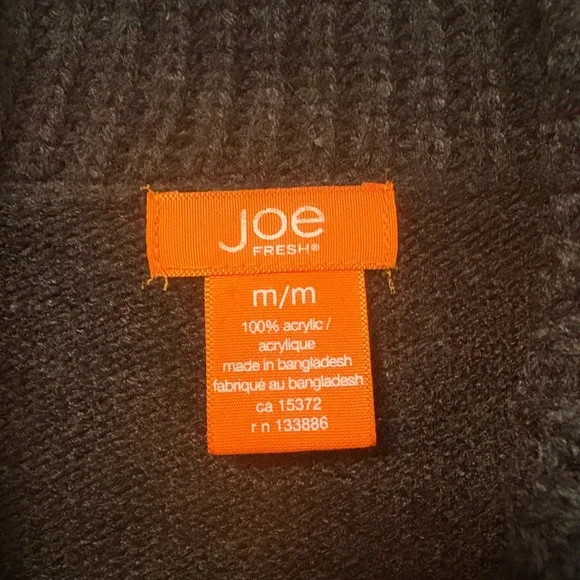 joe
FRESH®
m/m
100% acrylic /
acrylique
made in bangladesh
fabriqué au bangladesh
ca 15372
r n 133886